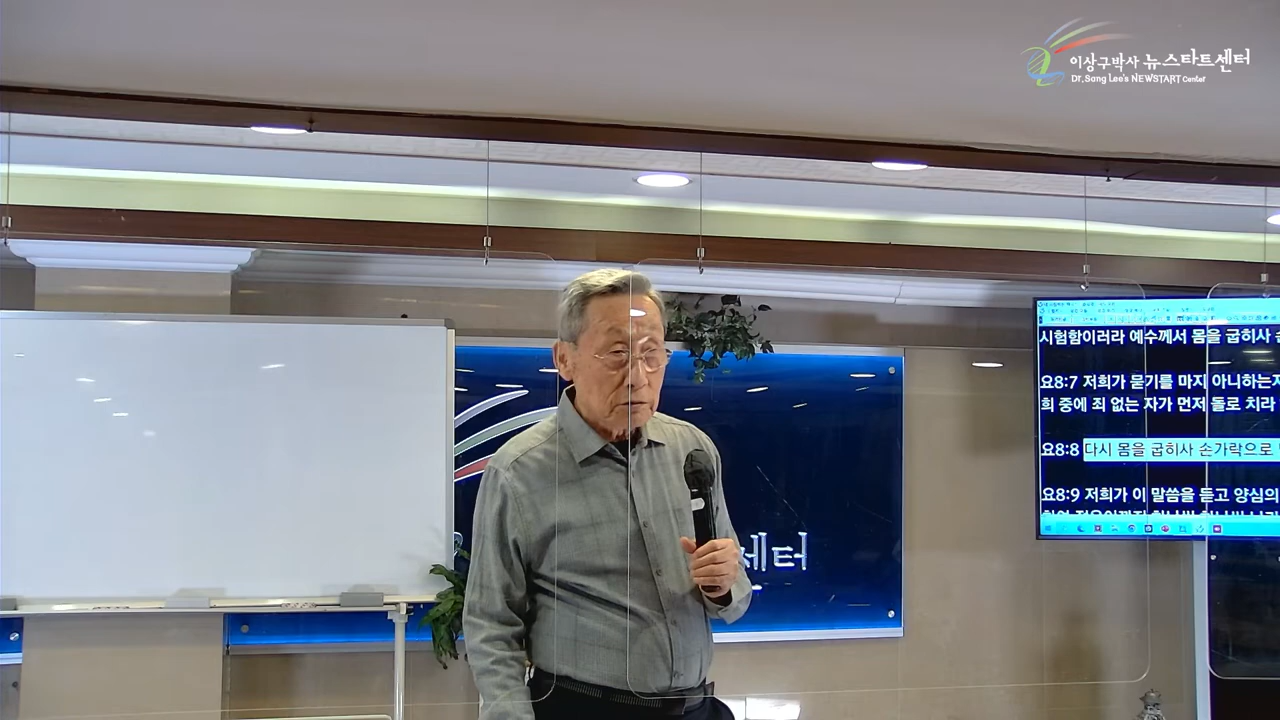 이상구박사 뉴스타트센터
Dr. Sang Lee's NEWSTART Center
시험함이러라 예수께서 몸을 굽히사
요8:7 저희가 묻기를 마지 아니하는
희 중에 죄 없는 자가 먼저 돌로 치라
요8:8 다시 몸을 굽히사 손가락으로
요8:9 저희가 이 말씀을 듣고 양심의
센터